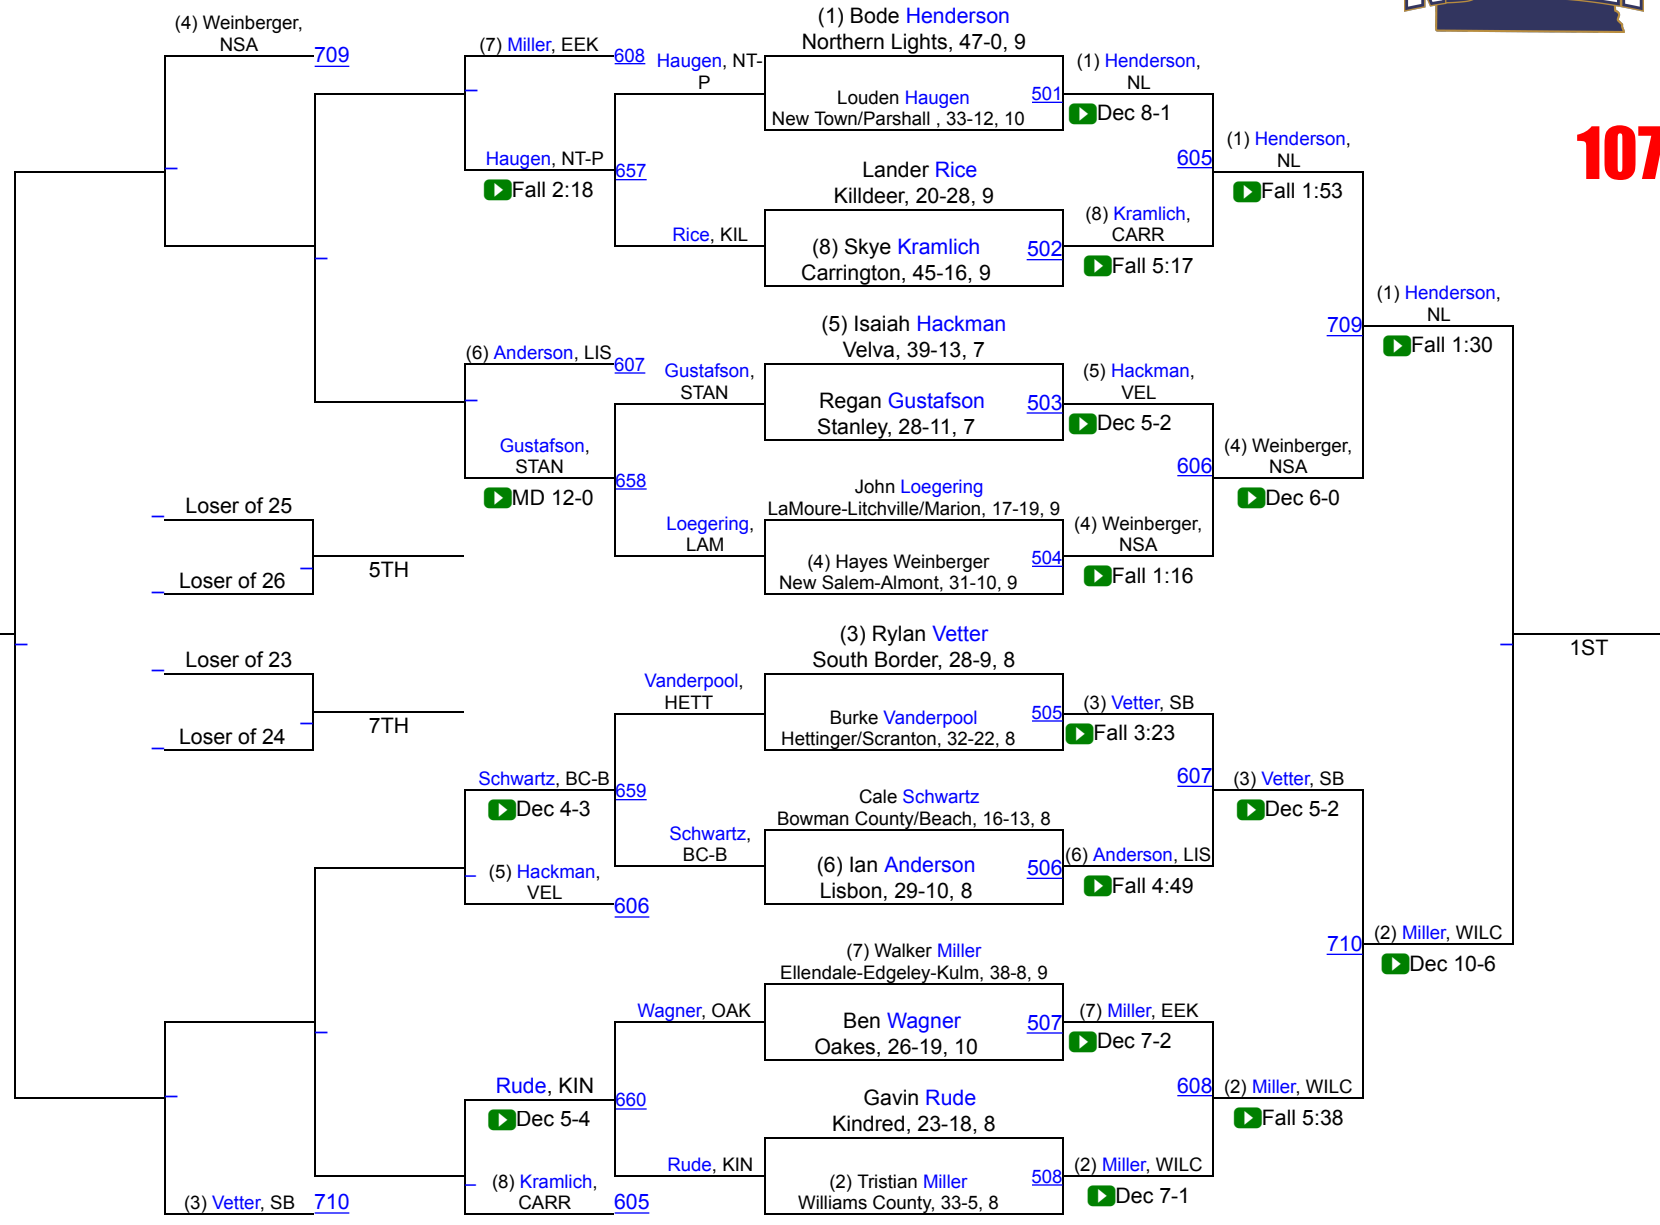 (4) Weinberger,
NSA
709
(7) Miller, EEK
608
Haugen, NT-
P
Haugen, NT-P
657
Fall 2:18
Rice, KIL
(6) Anderson, LIS
607
Gustafson,
STAN
Gustafson,
STAN
658
MD 12-0
Loegering,
LAM
Loser of 25
5TH
Loser of 26
Loser of 23
7TH
Loser of 24
Vanderpool,
HETT
Schwartz, BC-B
659
Dec 4-3
Schwartz,
BC-B
(5) Hackman,
VEL
606
Wagner, OAK
Rude, KIN
660
Dec 5-4
Rude, KIN
(8) Kramlich,
CARR
605
(3) Vetter, SB
710
(1) Bode Henderson
Northern Lights, 47-0, 9
Louden Haugen
501
New Town/Parshall , 33-12, 10
Lander Rice
Killdeer, 20-28, 9
(8) Skye Kramlich
502
Carrington, 45-16, 9
(5) Isaiah Hackman
Velva, 39-13, 7
Regan Gustafson
503
Stanley, 28-11, 7
John Loegering
LaMoure-Litchville/Marion, 17-19, 9
(4) Hayes Weinberger
504
New Salem-Almont, 31-10, 9
(3) Rylan Vetter
South Border, 28-9, 8
Burke Vanderpool
505
Hettinger/Scranton, 32-22, 8
Cale Schwartz
Bowman County/Beach, 16-13, 8
(6) Ian Anderson
506
Lisbon, 29-10, 8
(7) Walker Miller
Ellendale-Edgeley-Kulm, 38-8, 9
Ben Wagner
507
Oakes, 26-19, 10
Gavin Rude
Kindred, 23-18, 8
(2) Tristian Miller
508
Williams County, 33-5, 8
(1) Henderson,
NL
Dec 8-1
605
(8) Kramlich,
CARR
Fall 5:17
(5) Hackman,
VEL
Dec 5-2
606
(4) Weinberger,
NSA
Fall 1:16
(3) Vetter, SB
Fall 3:23
607
(6) Anderson, LIS
Fall 4:49
(7) Miller, EEK
Dec 7-2
608
(2) Miller, WILC
Dec 7-1
(1) Henderson,
NL
Fall 1:53
709
(4) Weinberger,
NSA
Dec 6-0
(3) Vetter, SB
Dec 5-2
710
(2) Miller, WILC
Fall 5:38
(1) Henderson,
NL
Fall 1:30
(2) Miller, WILC
Dec 10-6
1ST
107